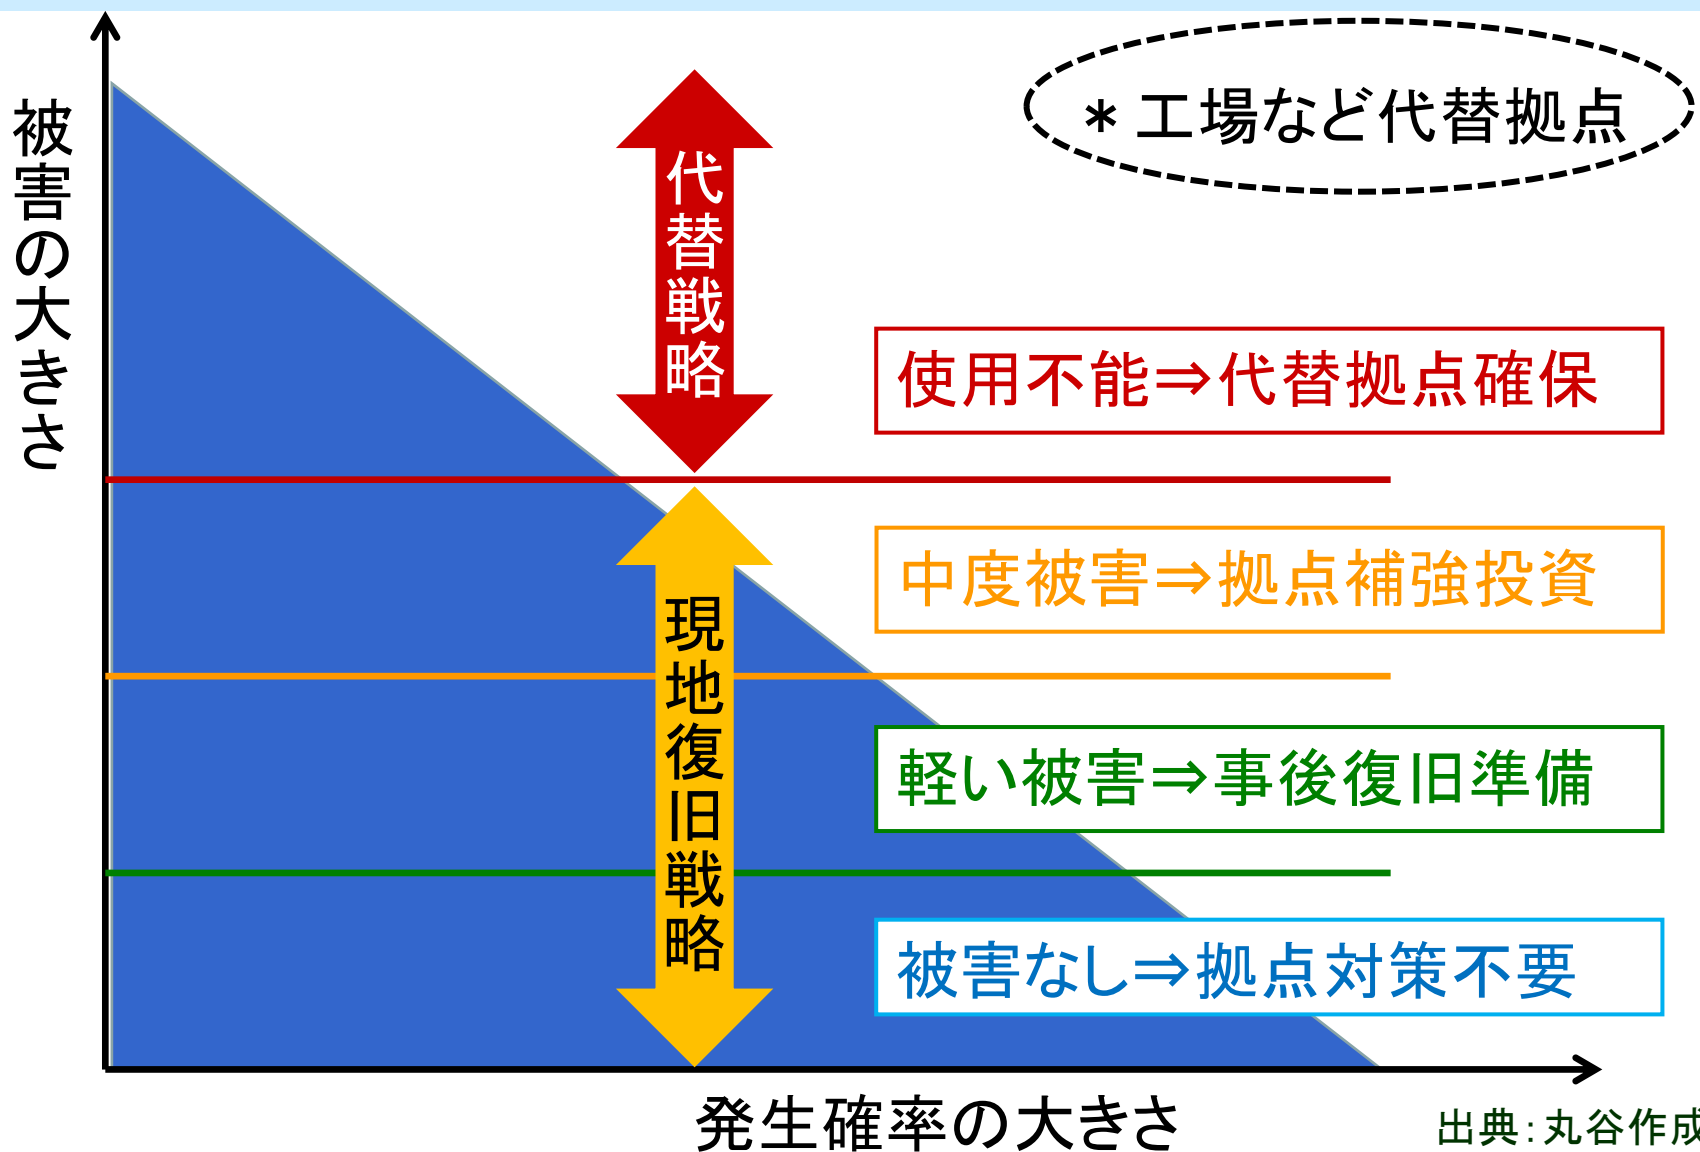 被害の大きさ
＊工場など代替拠点
代替戦略
使用不能⇒代替拠点確保
中度被害⇒拠点補強投資
現地復旧戦略
軽い被害⇒事後復旧準備
被害なし⇒拠点対策不要
発生確率の大きさ
出典：丸谷作成